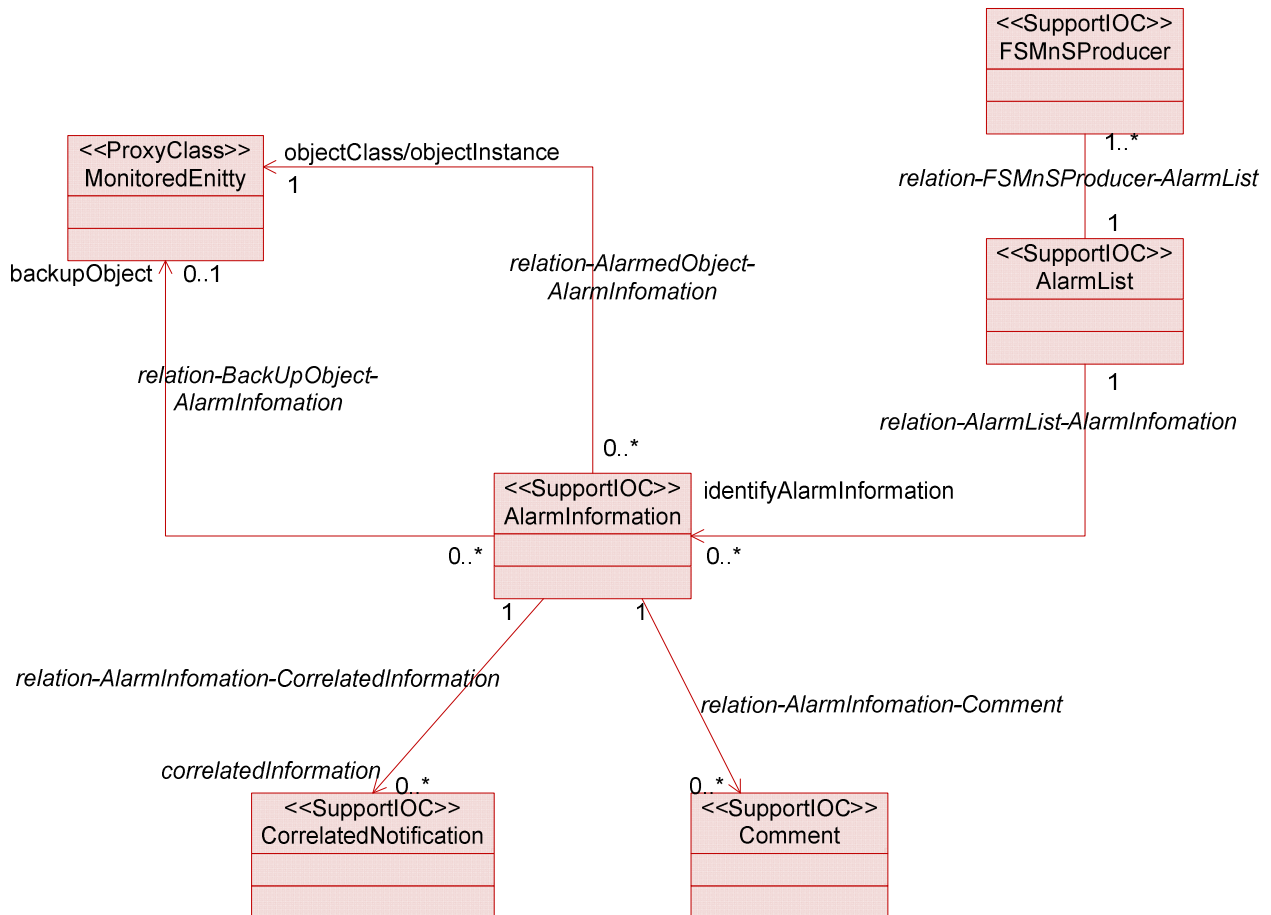 <<SupportIOC>>
FSMnSProducer
1..*
relation-FSMnSProducer-AlarmList
1
<<SupportIOC>>
AlarmList
1
relation-AlarmList-AlarmInfomation
<<ProxyClass>>
MonitoredEnitty
objectClass/objectInstance
1
backupObject
0..1
relation-AlarmedObject-
AlarmInfomation
relation-BackUpObject-
AlarmInfomation
0..*
<<SupportIOC>>
AlarmInformation
identifyAlarmInformation
0..*
0..*
1
1
relation-AlarmInfomation-CorrelatedInformation
relation-AlarmInfomation-Comment
correlatedInformation
0..*
0..*
<<SupportIOC>>
CorrelatedNotification
<<SupportIOC>>
Comment